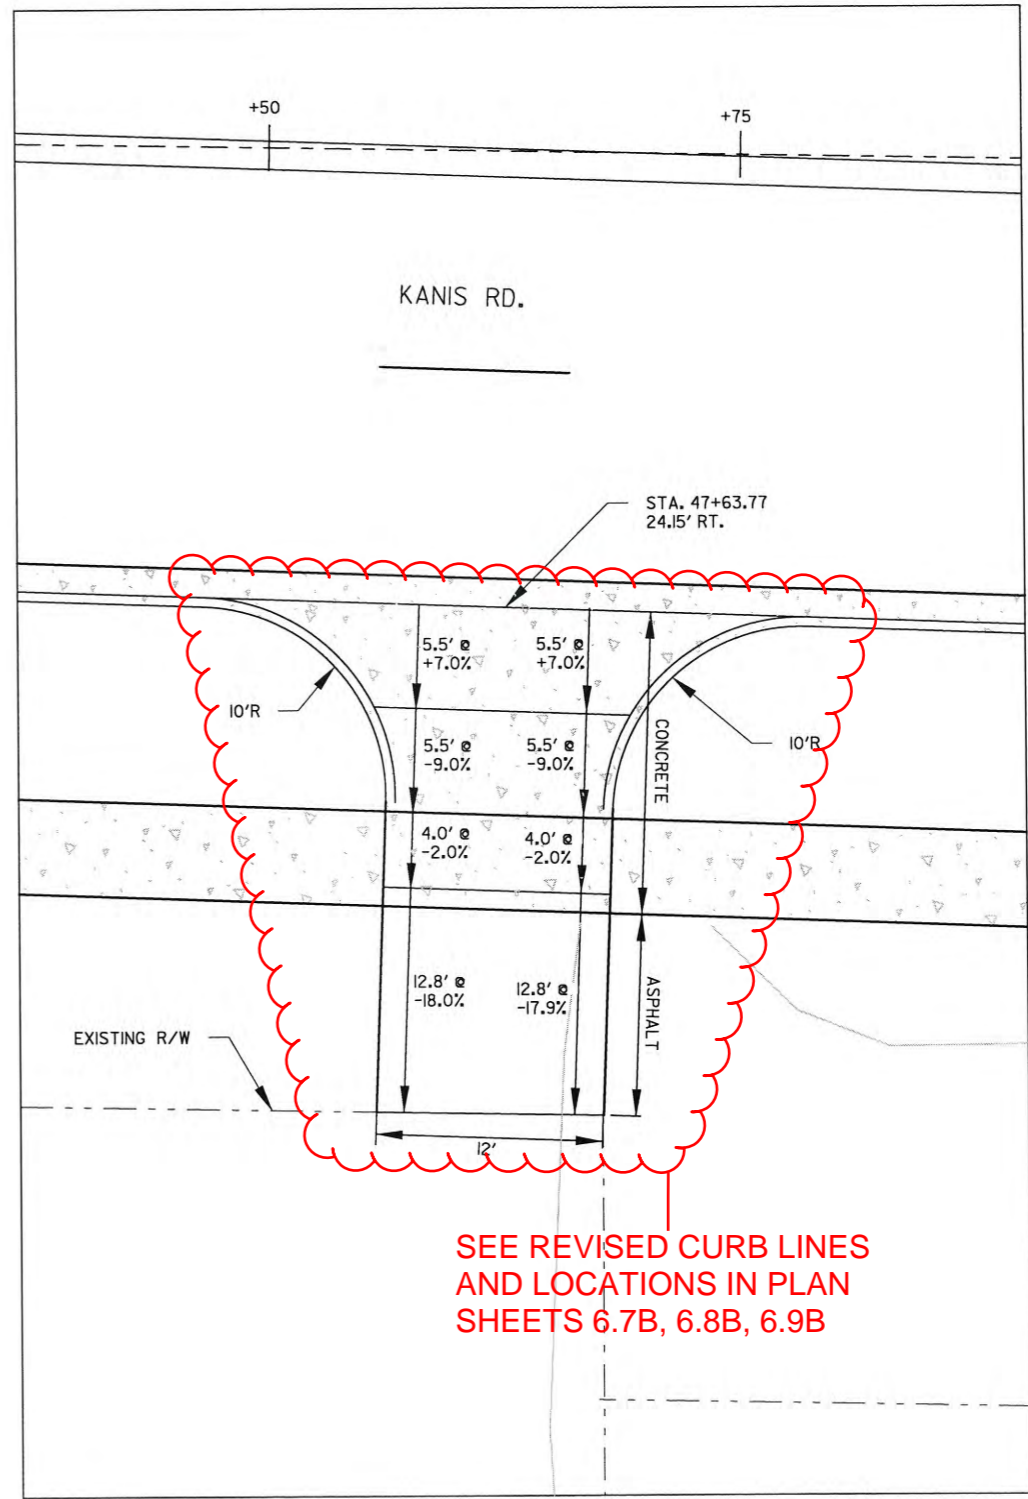 +50
+75
KANIS RD.
STA. 47+63.77
24.15' RT.
5.5' @
+7.0%
5.5' @
+7.0%
10'R
10'R
5.5' @
-9.0%
5.5' @
-9.0%
CONCRETE
4.0' @
-2.0%
4.0' @
-2.0%
12.8' @
-18.0%
12.8' @
-17.9%
ASPHALT
EXISTING R/W
12'
SEE REVISED CURB LINES
AND LOCATIONS IN PLAN
SHEETS 6.7B, 6.8B, 6.9B